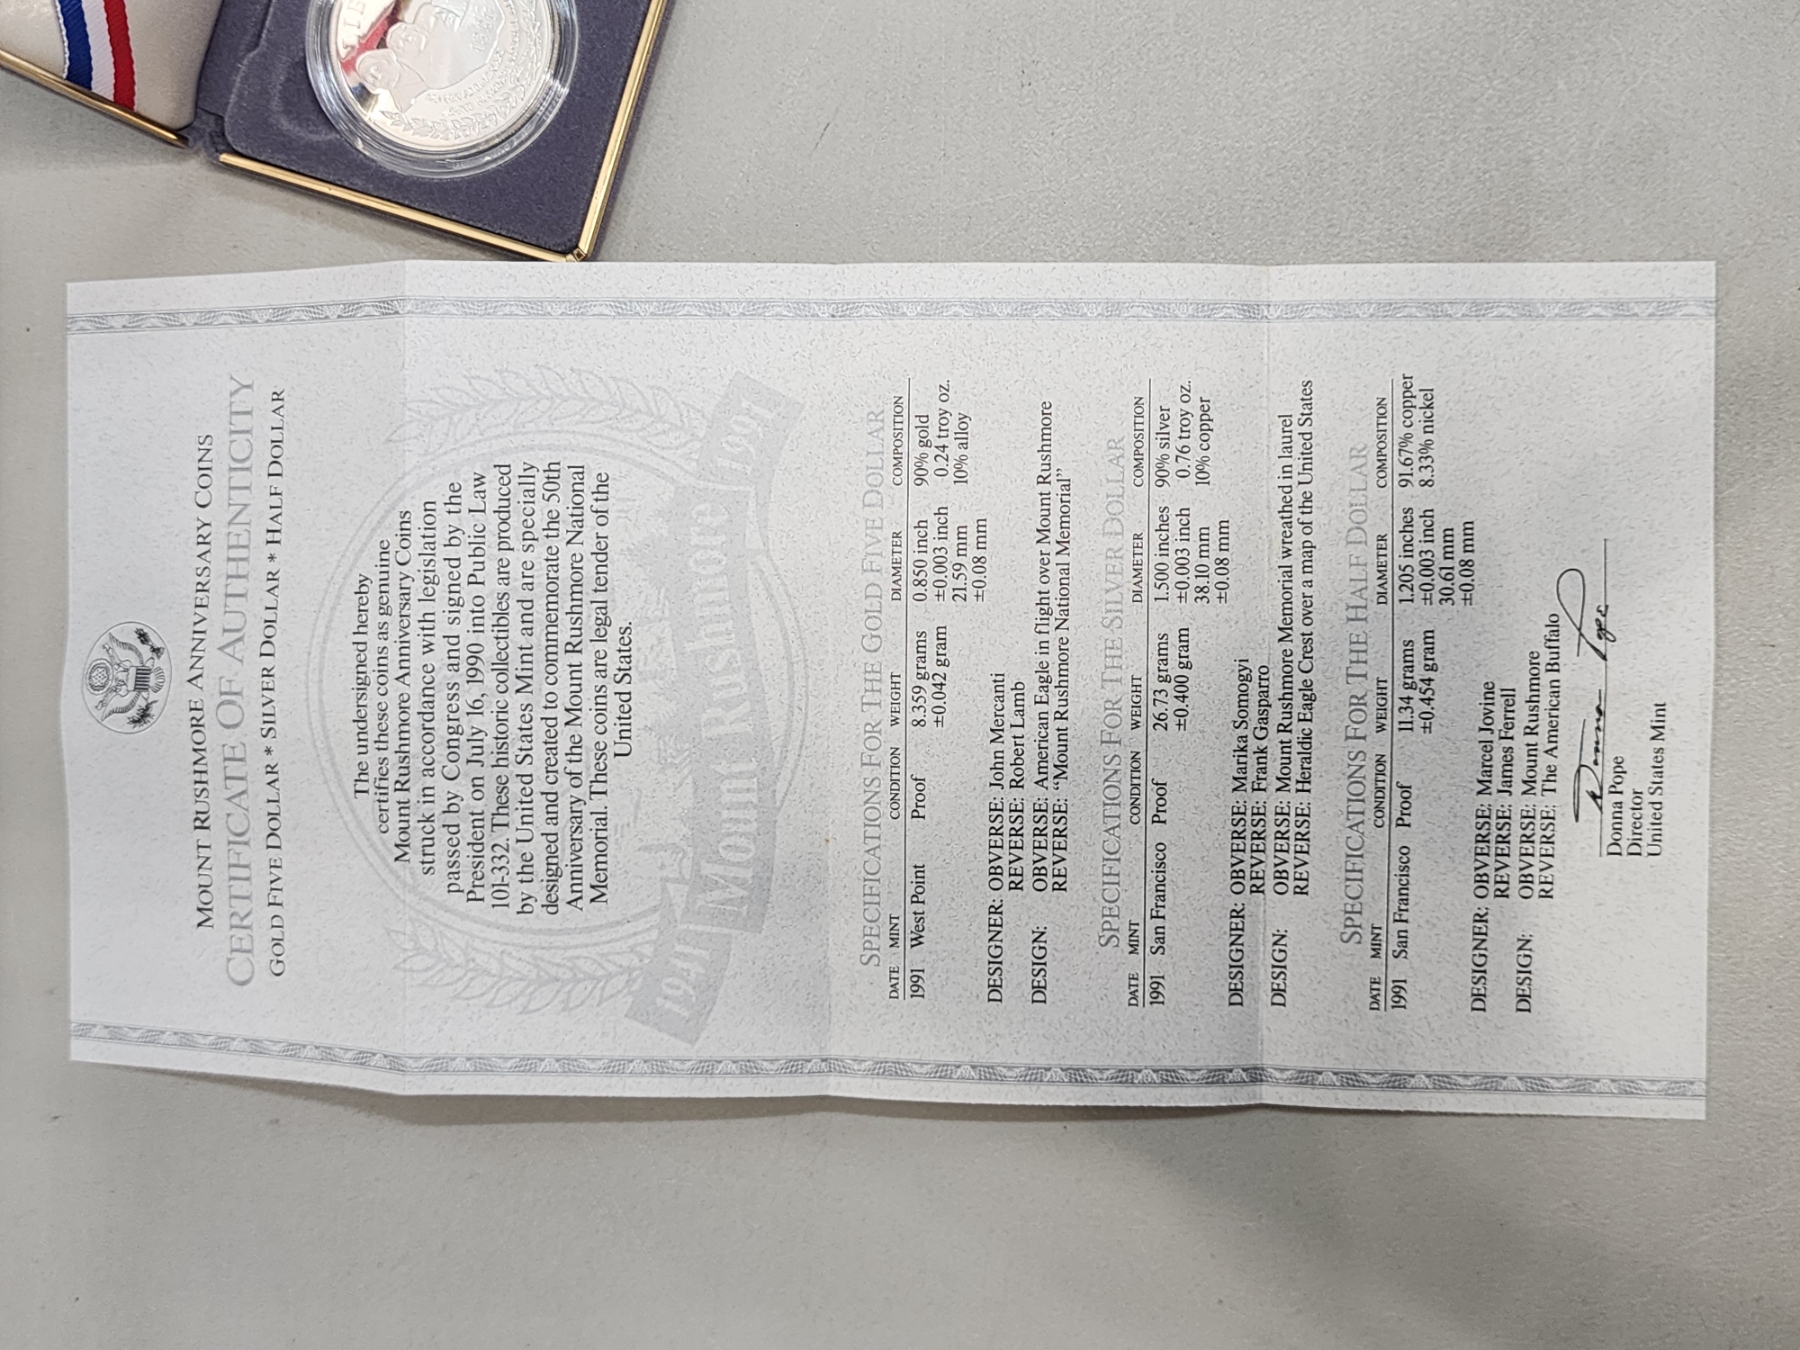 MOUNT RUSHMORE ANNIVERSARY COINS
CERTIFICATE OF AUTHENTICITY
GOLD FIVE DOLLAR * SILVER DOLLAR * HALF DOLLAR
The undersigned hereby
certifies these coins as genuine
Mount Rushmore Anniversary Coins
struck in accordance with legislation
passed by Congress and signed by the
President on July 16, 1990 into Public Law
101-332. These historic collectibles are produced
by the United States Mint and are specially
designed and created to commemorate the 50th
Anniversary of the Mount Rushmore National
Memorial. These coins are legal tender of the
United States.
1941 Mount Rushmore 1991
SPECIFICATIONS FOR THE GOLD FIVE DOLLAR
DATE MINT CONDITION WEIGHT DIAMETER COMPOSITION
1991 West Point Proof 8.359 grams 0.850 inch 90% gold
±0.042 gram ±0.003 inch 0.24 troy oz.
21.59 mm 10% alloy
±0.08 mm
DESIGNER: OBVERSE: John Mercanti
REVERSE: Robert Lamb
DESIGN: OBVERSE: American Eagle in flight over Mount Rushmore
REVERSE: “Mount Rushmore National Memorial”
SPECIFICATIONS FOR THE SILVER DOLLAR
DATE MINT CONDITION WEIGHT DIAMETER COMPOSITION
1991 San Francisco Proof 26.73 grams 1.500 inches 90% silver
±0.400 gram ±0.003 inch 0.76 troy oz.
38.10 mm 10% copper
±0.08 mm
DESIGNER: OBVERSE: Marika Somogyi
REVERSE: Frank Gasparro
DESIGN: OBVERSE: Mount Rushmore Memorial wreathed in laurel
REVERSE: Heraldic Eagle Crest over a map of the United States
SPECIFICATIONS FOR THE HALF DOLLAR
DATE MINT CONDITION WEIGHT DIAMETER COMPOSITION
1991 San Francisco Proof 11.34 grams 1.205 inches 91.67% copper
±0.454 gram ±0.003 inch 8.33% nickel
30.61 mm
±0.08 mm
DESIGNER: OBVERSE: Marcel Jovine
REVERSE: James Ferrell
DESIGN: OBVERSE: Mount Rushmore
REVERSE: The American Buffalo
Donna Pope
Donna Pope
Director
United States Mint